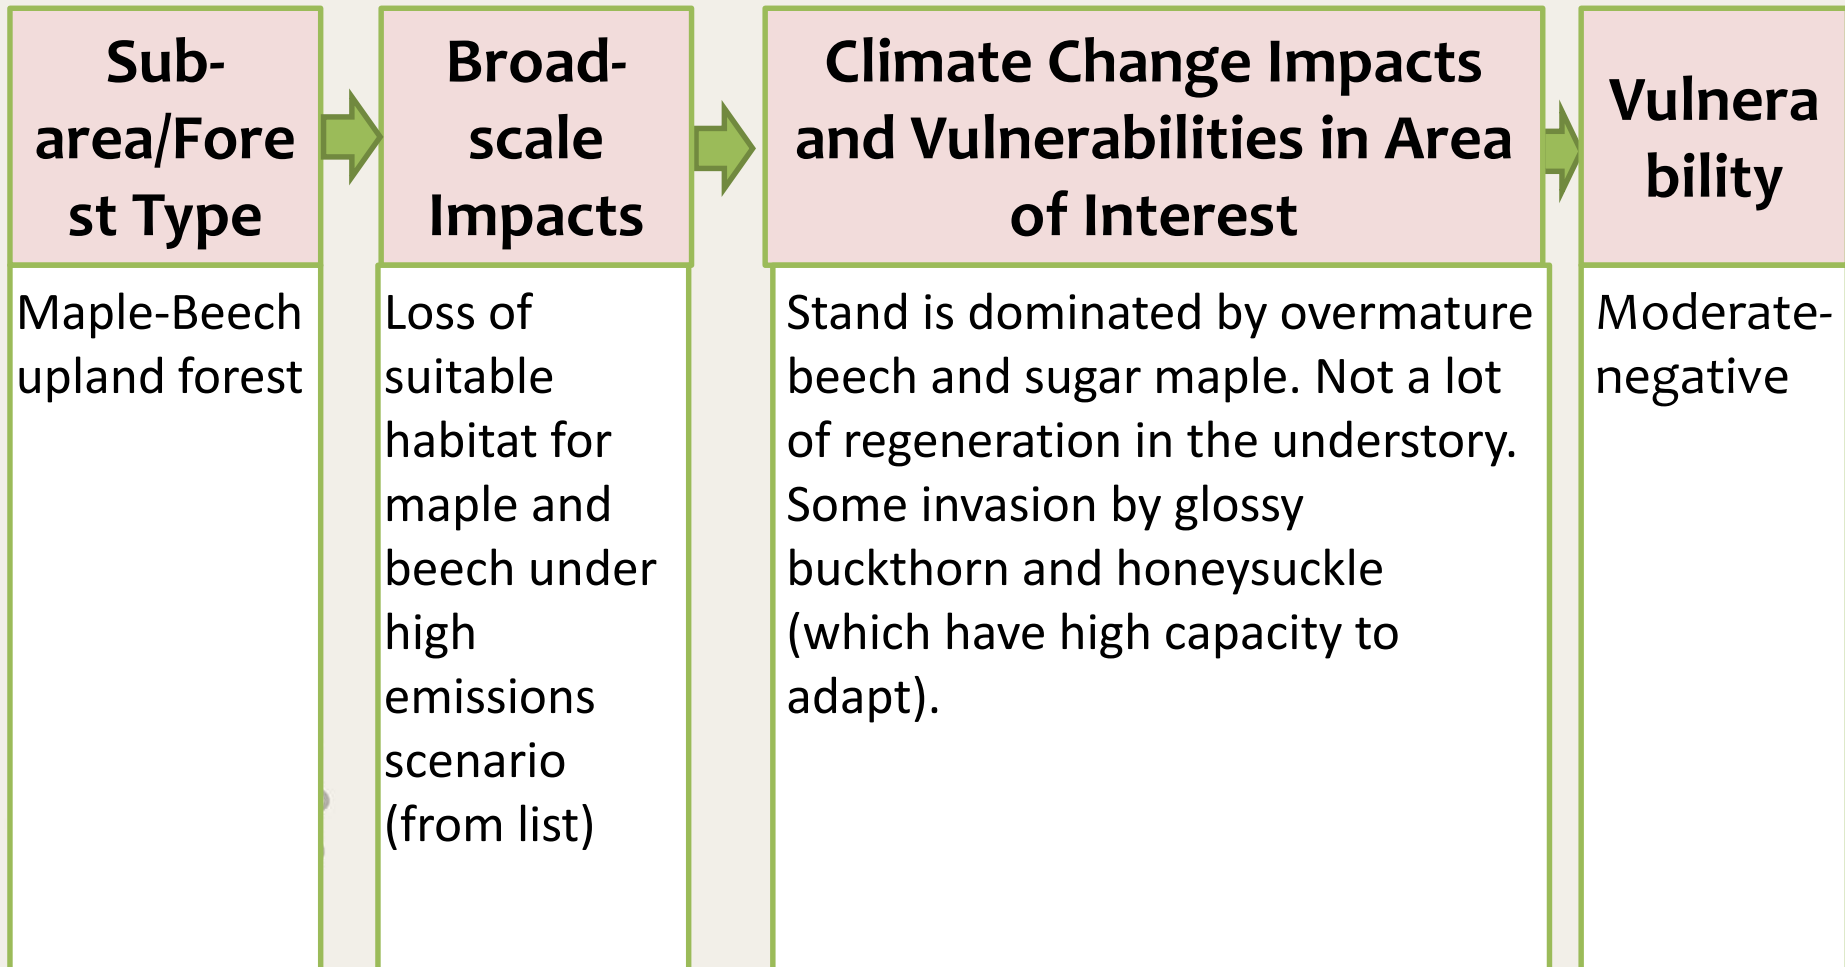 Sub-
area/Fore
st Type
Broad-
scale
Impacts
Climate Change Impacts
and Vulnerabilities in Area
of Interest
Vulnera
bility
Maple-Beech
upland forest
Loss of
suitable
habitat for
maple and
beech under
high
emissions
scenario
(from list)
Stand is dominated by overmature
beech and sugar maple. Not a lot
of regeneration in the understory.
Some invasion by glossy
buckthorn and honeysuckle
(which have high capacity to
adapt).
Moderate-
negative